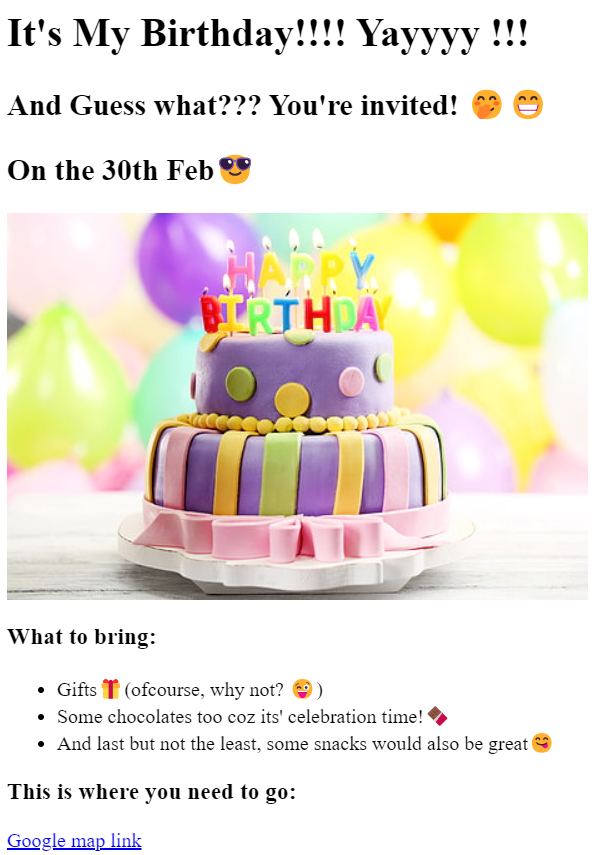 It's My Birthday!!!! Yayyyy !!!
And Guess what??? You're invited! 🤭 😁
On the 30th Feb😎
HAPPY
BIRTHDAY
What to bring:
• Gifts🎁(ofcourse, why not? 😜)
• Some chocolates too coz its' celebration time!🍫
• And last but not the least, some snacks would also be great😋
This is where you need to go:
Google map link